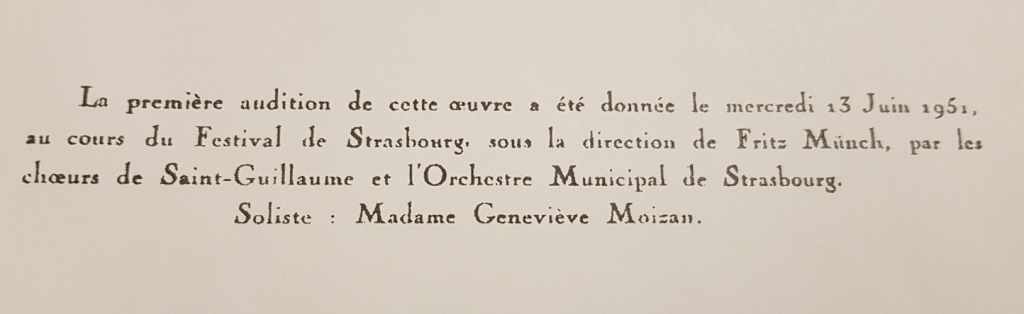 La première audition de cette œuvre a été donnée le mercredi 13 Juin 1951,
au cours du Festival de Strasbourg, sous la direction de Fritz Münch, par les
chœurs de Saint-Guillaume et l'Orchestre Municipal de Strasbourg.
Soliste : Madame Geneviève Moizan.